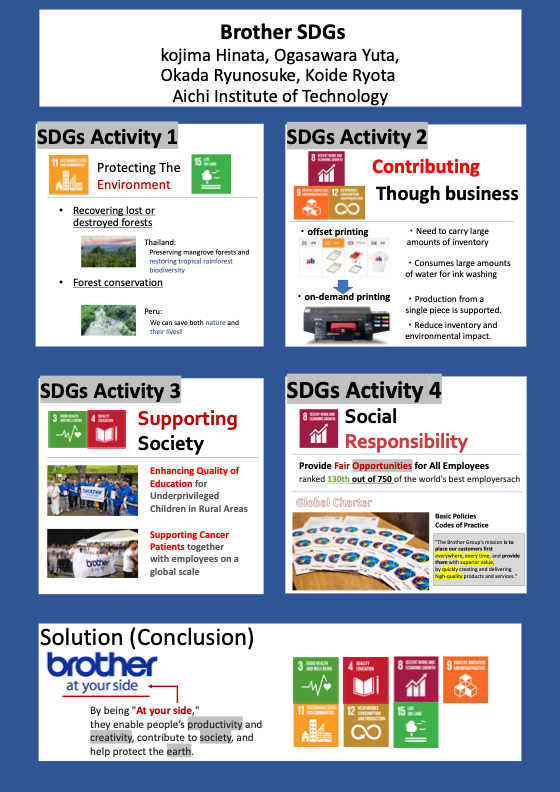 Brother SDGs
kojima Hinata, Ogasawara Yuta,
Okada Ryunosuke, Koide Ryota
Aichi Institute of Technology
SDGs Activity 1
11 SUSTAINABLE CITIES AND COMMUNITIES
Protecting The
Environment
15 LIFE ON LAND
• Recovering lost or
destroyed forests
Thailand:
Preserving mangrove forests and
restoring tropical rainforest
biodiversity
• Forest conservation
Peru:
We can save both nature and
their lives!
SDGs Activity 2
8 DECENT WORK AND ECONOMIC GROWTH
9 INDUSTRY, INNOVATION AND INFRASTRUCTURE
12 RESPONSIBLE CONSUMPTION AND PRODUCTION
Contributing
Though business
・offset printing
01
02
03
04
ab
・Need to carry large
amounts of inventory
・Consumes large amounts
of water for ink washing
・on-demand printing
・Production from a
single piece is supported.
・Reduce inventory and
environmental impact.
SDGs Activity 3
3 GOOD HEALTH AND WELL-BEING
4 QUALITY EDUCATION
Supporting
Society
brother
Enhancing Quality of
Education for
Underprivileged
Children in Rural Areas
brother
Supporting Cancer
Patients together
with employees on a
global scale
SDGs Activity 4
8 DECENT WORK AND ECONOMIC GROWTH
Social
Responsibility
Provide Fair Opportunities for All Employees
ranked 130th out of 750 of the world's best employersach
Global Charter
Basic Policies
Codes of Practice
"The Brother Group's mission is to
place our customers first
everywhere, every time, and provide
them with superior value,
by quickly creating and delivering
high-quality products and services."
Solution (Conclusion)
brother
at your side
By being "At your side,"
they enable people's productivity and
creativity, contribute to society, and
help protect the earth.
3 GOOD HEALTH AND WELL-BEING
4 QUALITY EDUCATION
8 DECENT WORK AND ECONOMIC GROWTH
9 INDUSTRY, INNOVATION AND INFRASTRUCTURE
11 SUSTAINABLE CITIES AND COMMUNITIES
12 RESPONSIBLE CONSUMPTION AND PRODUCTION
15 LIFE ON LAND